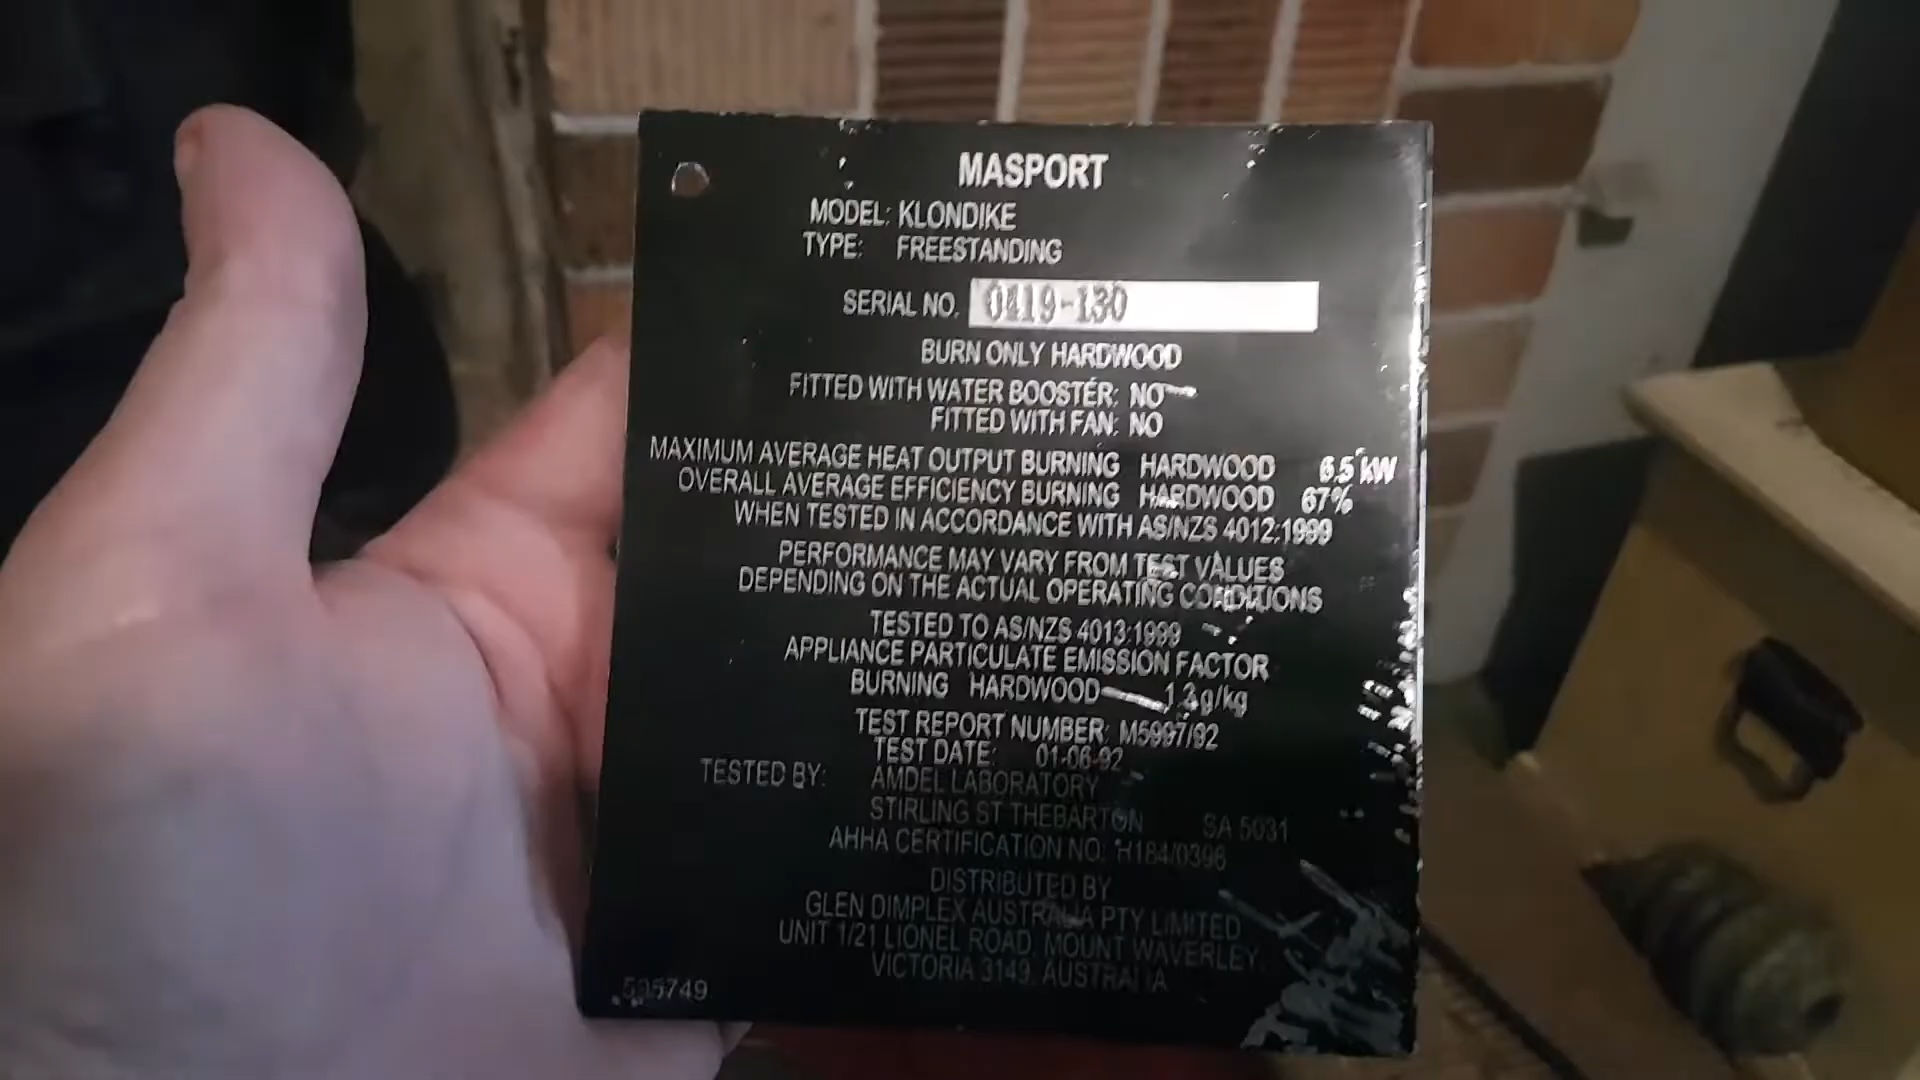 MASPORT
MODEL: KLONDIKE
TYPE: FREESTANDING
SERIAL NO. 0419-130
BURN ONLY HARDWOOD
FITTED WITH WATER BOOSTER: NO
FITTED WITH FAN: NO
MAXIMUM AVERAGE HEAT OUTPUT BURNING HARDWOOD 6.5 kW
OVERALL AVERAGE EFFICIENCY BURNING HARDWOOD 67%
WHEN TESTED IN ACCORDANCE WITH AS/NZS 4012:1999
PERFORMANCE MAY VARY FROM TEST VALUES
DEPENDING ON THE ACTUAL OPERATING CONDITIONS
TESTED TO AS/NZS 4013:1999
APPLIANCE PARTICULATE EMISSION FACTOR
BURNING HARDWOOD 1.3g/kg
TEST REPORT NUMBER: M5997/92
TEST DATE: 01-06-92
TESTED BY: AMDEL LABORATORY
STIRLING ST THEBARTON SA 5031
AHHA CERTIFICATION NO. H184/0396
DISTRIBUTED BY
GLEN DIMPLEX AUSTRALIA PTY LIMITED
UNIT 1/21 LIONEL ROAD, MOUNT WAVERLEY,
VICTORIA 3149, AUSTRALIA